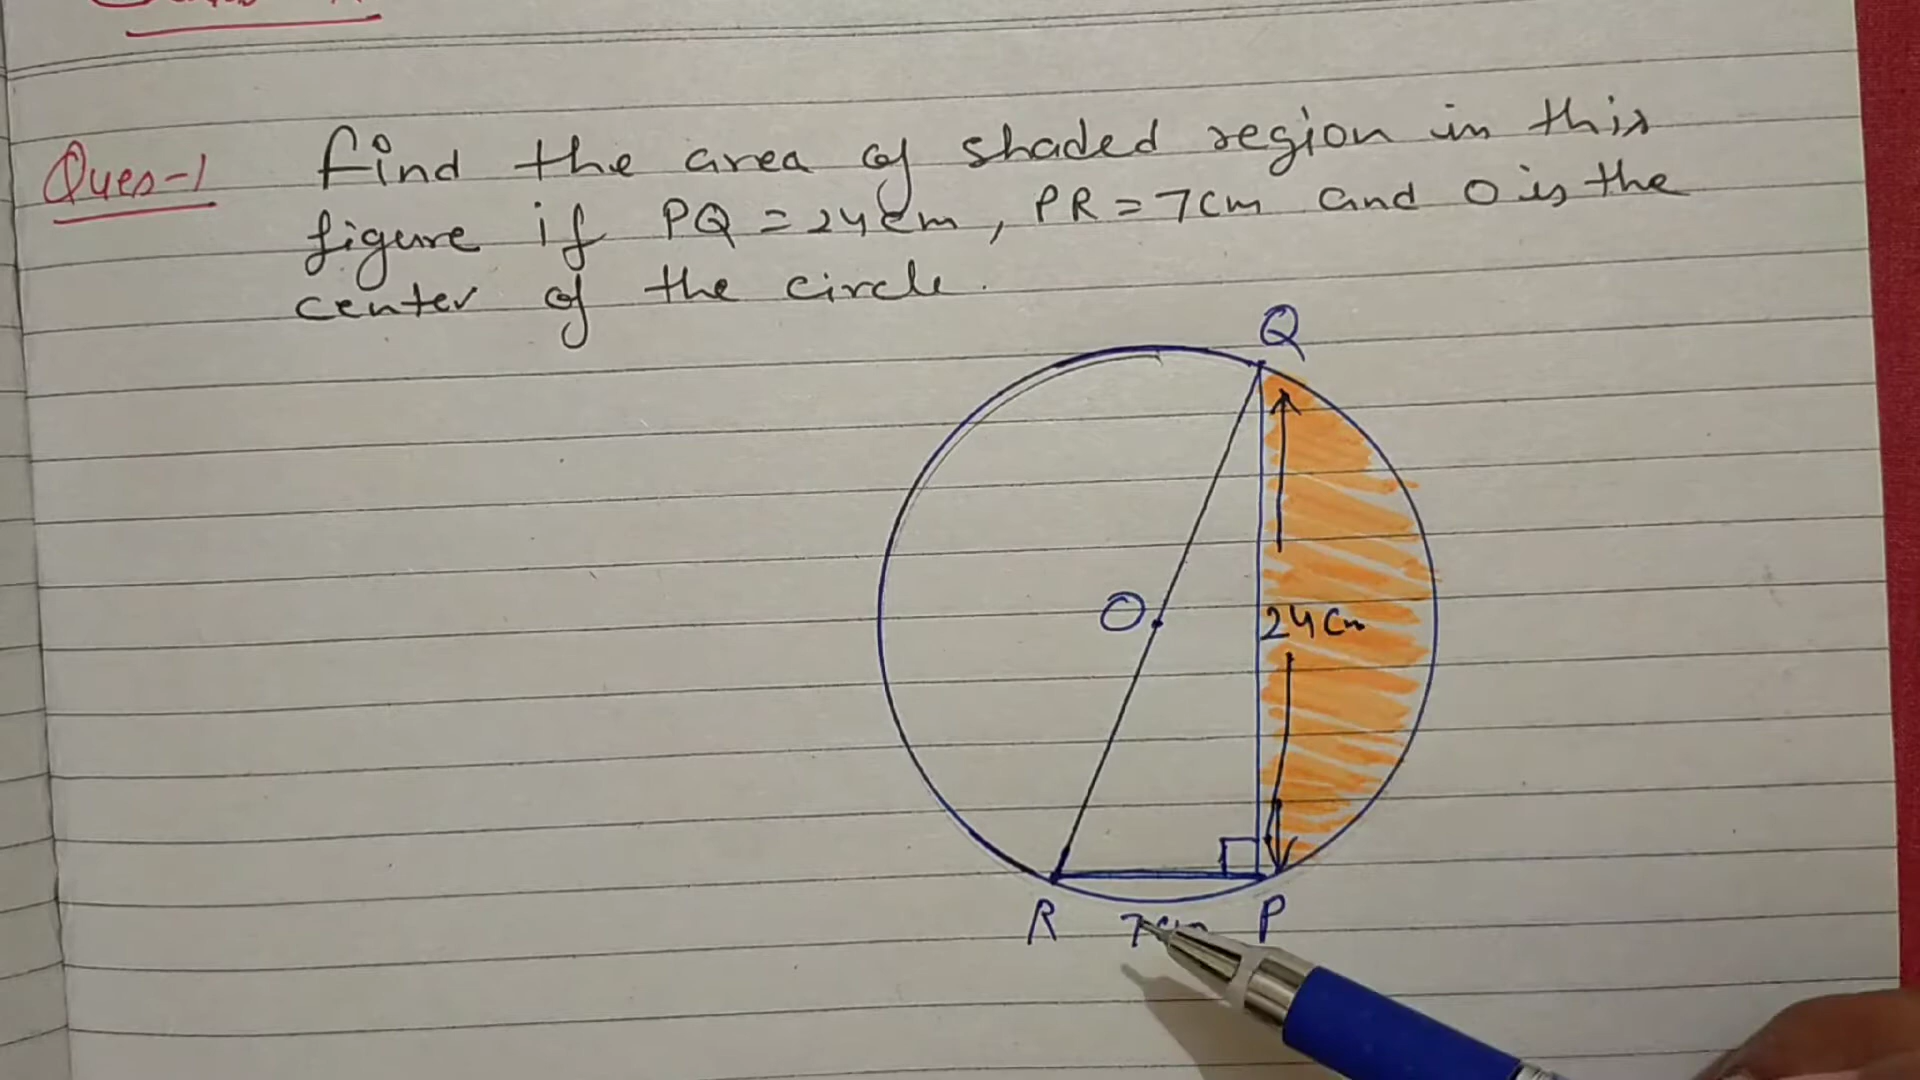 Ques-1 find the area of shaded region in this
figure if PQ = 24cm, PR = 7cm and O is the
center of the circle.
Q
O
24cm
R 7cm P